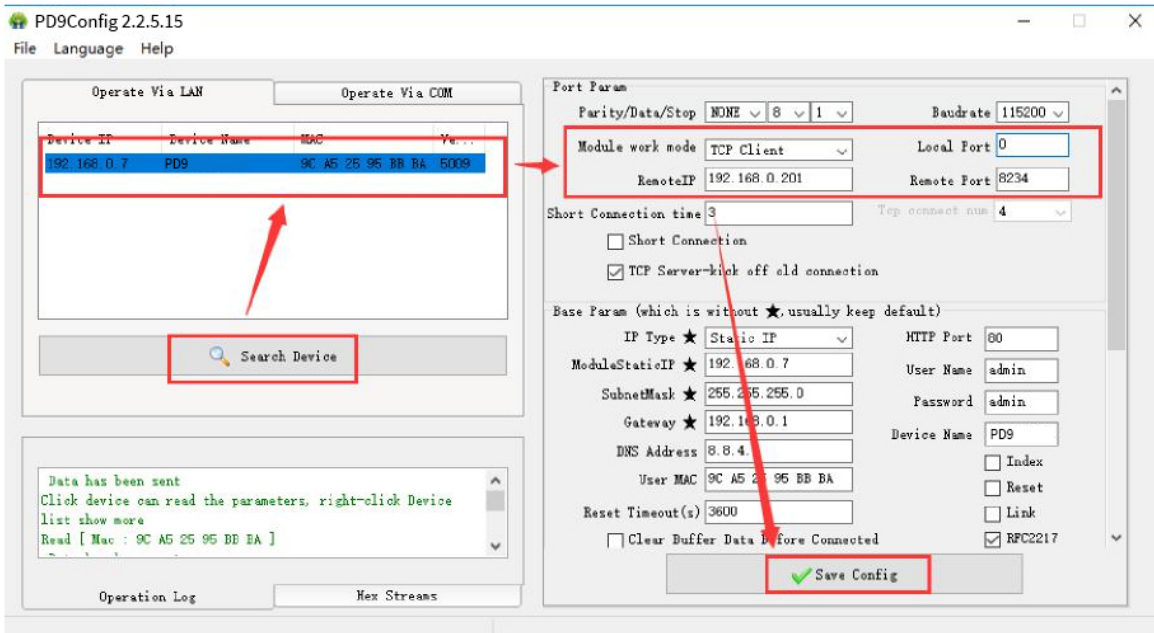 PD9Config 2.2.5.15
File Language Help
Operate Via LAN
Operate Via COM
Device IP Device Name MAC Ve...
192.168.0.7 PD9 9C A5 25 95 BB BA 5009
Search Device
Data has been sent
Click device can read the parameters, right-click Device
list show more
Read [ Mac : 9C A5 25 95 BB BA ]
Operation Log
Hex Streams
Port Param
Parity/Data/Stop NONE 8 1 Baudrate 115200
Module work mode TCP Client Local Port 0
RemoteIP 192.168.0.201 Remote Port 8234
Short Connection time 3 Tcp connect num 4
Short Connection
TCP Server-kick off old connection
Base Param (which is without ★, usually keep default)
IP Type ★ Static IP HTTP Port 80
ModuleStaticIP ★ 192.168.0.7 User Name admin
SubnetMask ★ 255.255.255.0 Password admin
Gateway ★ 192.168.0.1 Device Name PD9
DNS Address 8.8.4. Index
User MAC 9C A5 25 95 BB BA Reset
Reset Timeout(s) 3600 Link
Clear Buffer Data Before Connected RFC2217
Save Config